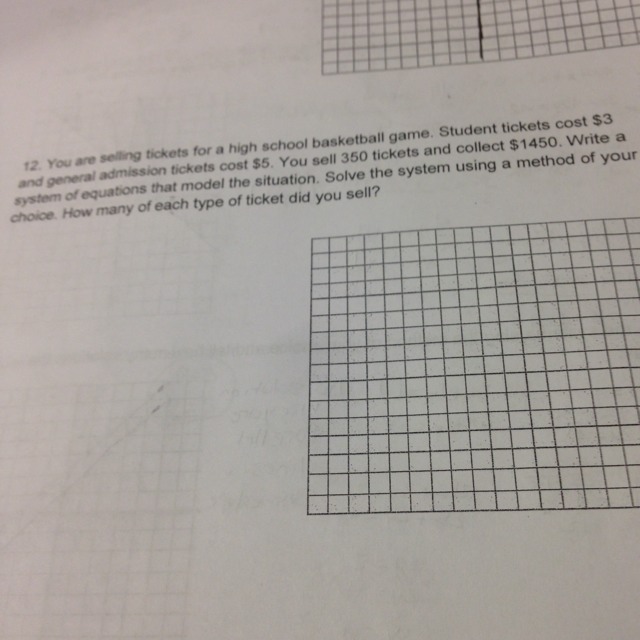 12. You are selling tickets for a high school basketball game. Student tickets cost $3
and general admission tickets cost $5. You sell 350 tickets and collect $1450. Write a
system of equations that model the situation. Solve the system using a method of your
choice. How many of each type of ticket did you sell?